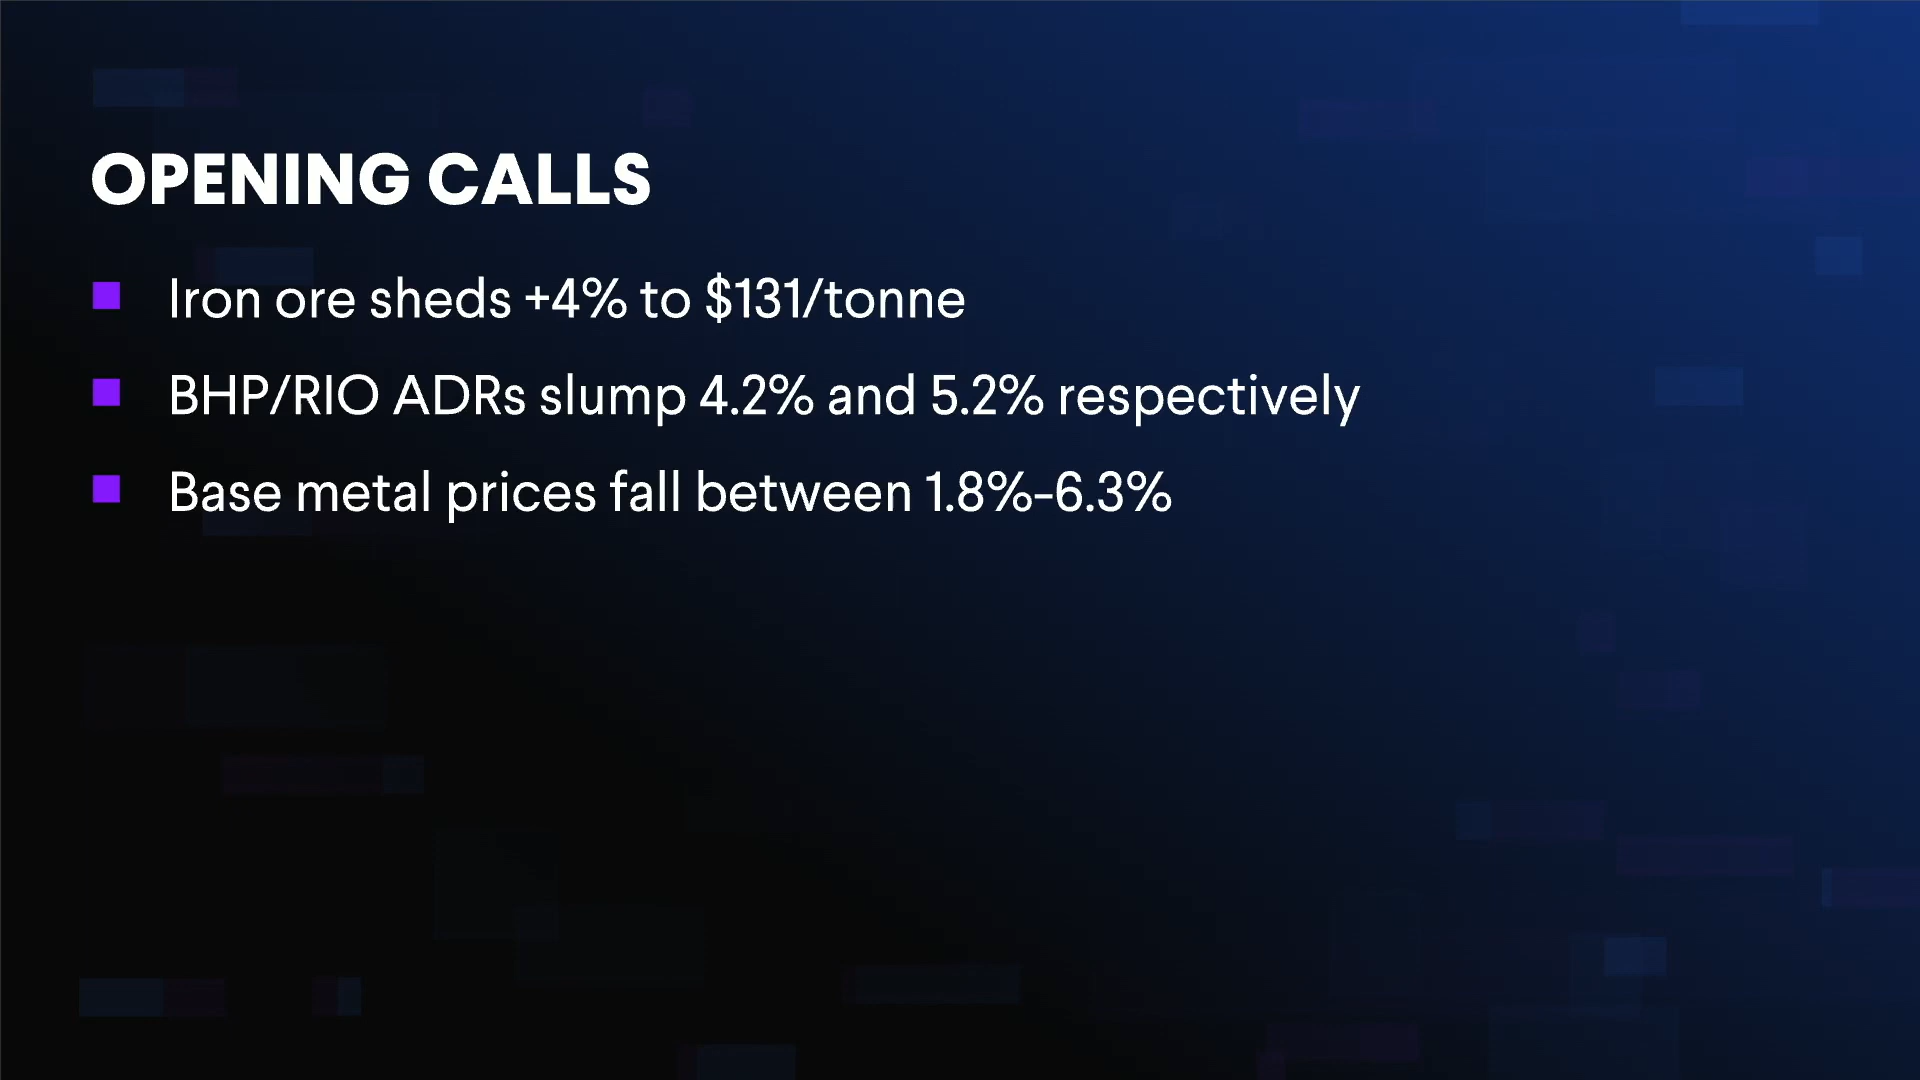 OPENING CALLS
Iron ore sheds +4% to $131/tonne
BHP/RIO ADRs slump 4.2% and 5.2% respectively
Base metal prices fall between 1.8%-6.3%